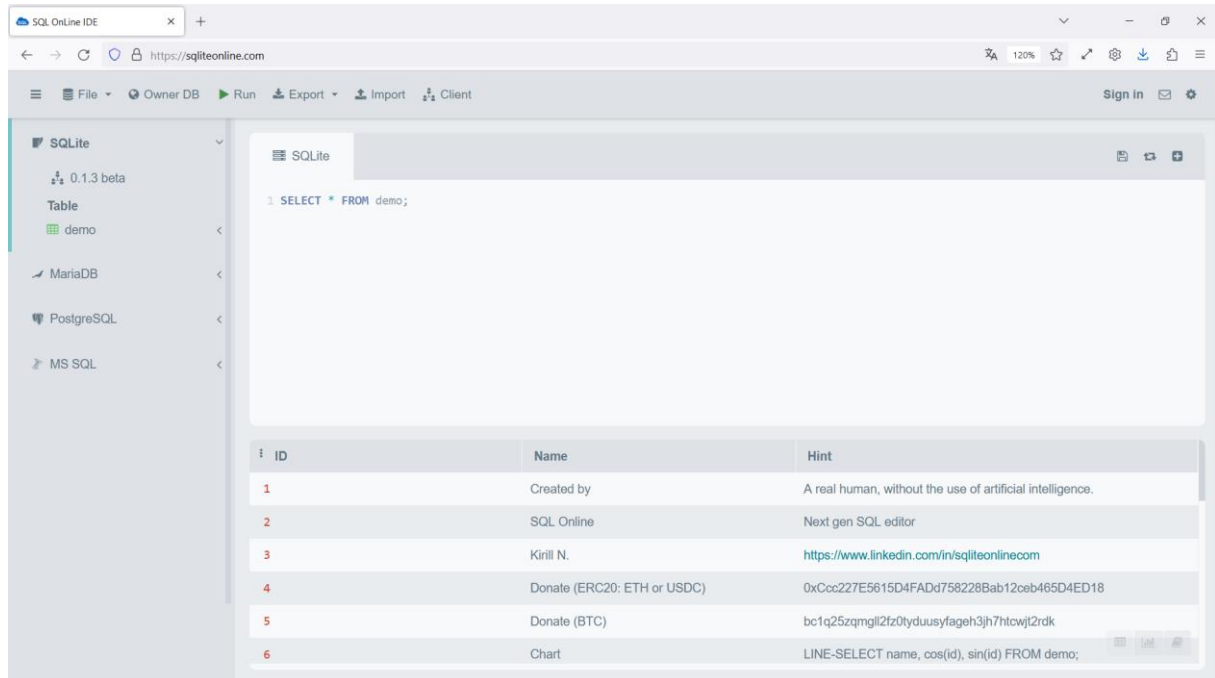 SQL OnLine IDE
https://sqliteonline.com
120%
File Owner DB Run Export Import Client Sign in
SQLite
0.1.3 beta
Table
demo
MariaDB
PostgreSQL
MS SQL
SQLite
1 SELECT * FROM demo;
ID Name Hint
1 Created by A real human, without the use of artificial intelligence.
2 SQL Online Next gen SQL editor
3 Kirill N. https://www.linkedin.com/in/sqliteonlinecom
4 Donate (ERC20: ETH or USDC) 0xCcc227E5615D4FADd758228Bab12ceb465D4ED18
5 Donate (BTC) bc1q25zqmgll2fz0tyduusyfageh3jh7htcwjt2rdk
6 Chart LINE-SELECT name, cos(id), sin(id) FROM demo;